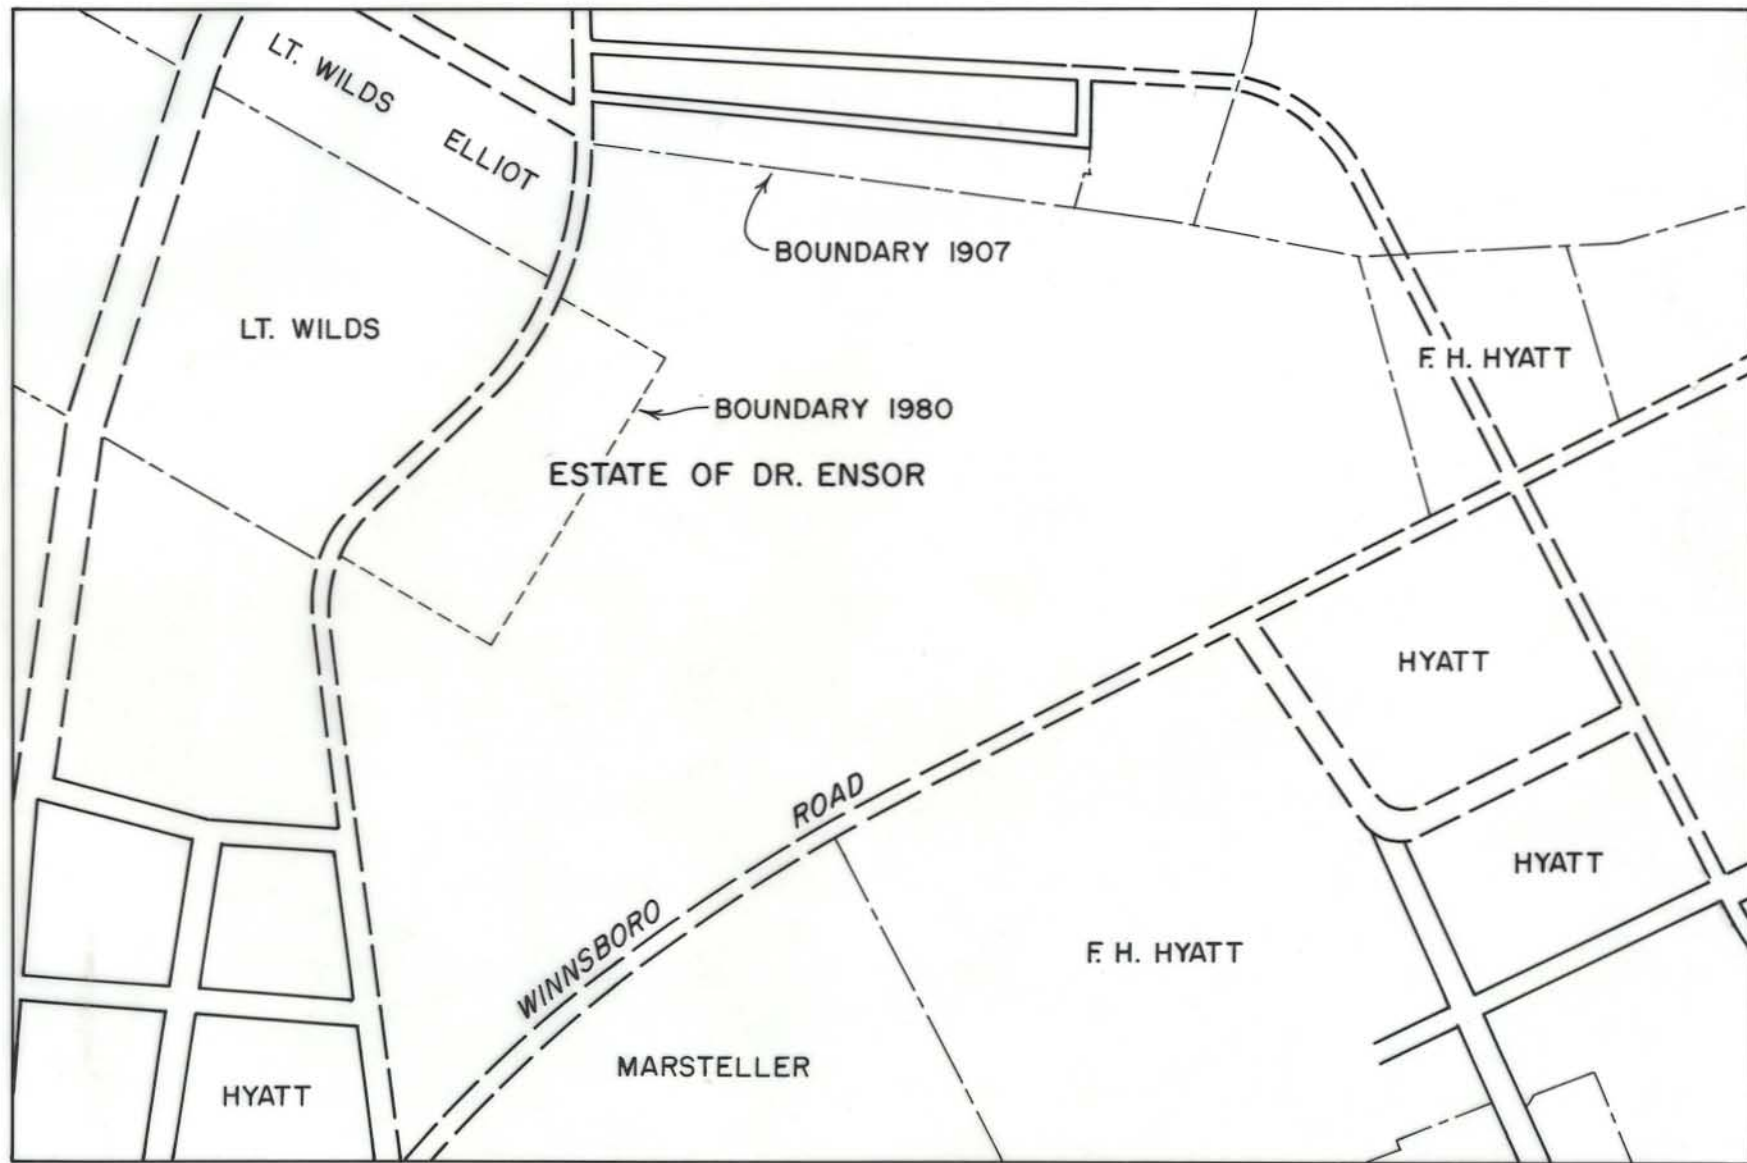 LT. WILDS
ELLIOT
BOUNDARY 1907
LT. WILDS
F. H. HYATT
BOUNDARY 1980
ESTATE OF DR. ENSOR
HYATT
ROAD
HYATT
WINNSBORO
F. H. HYATT
MARSTELLER
HYATT